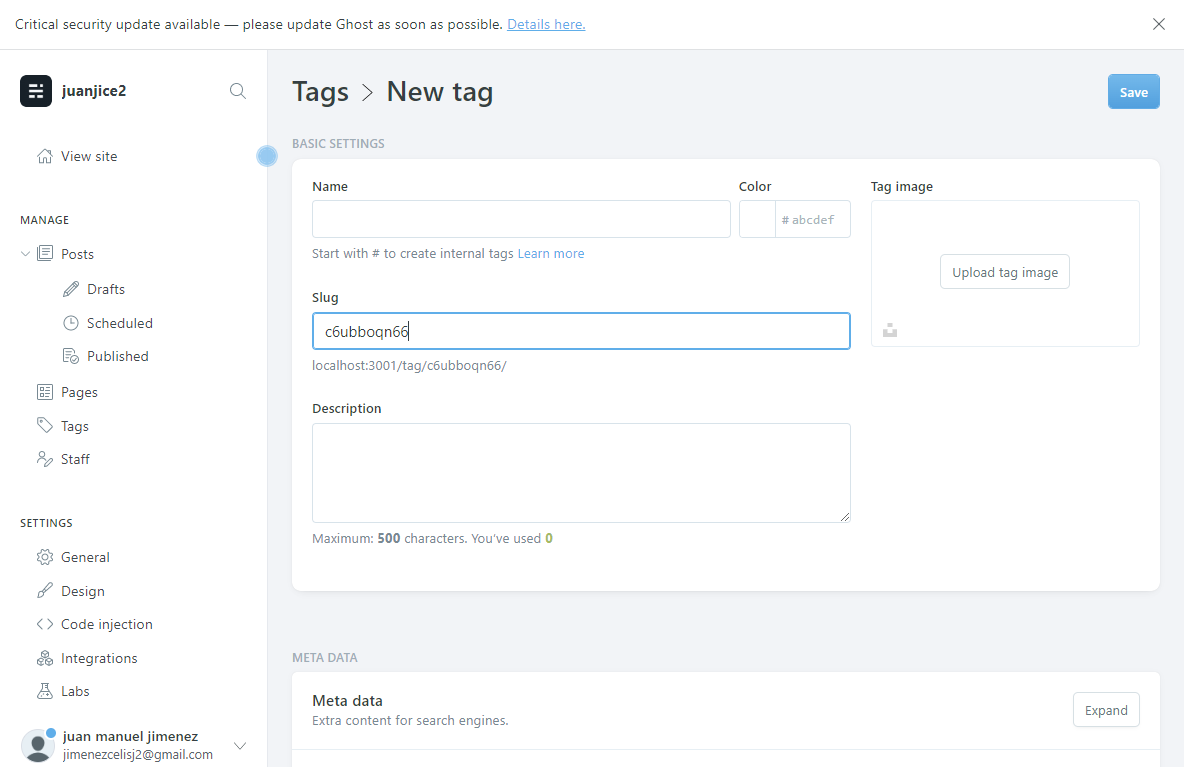 Critical security update available — please update Ghost as soon as possible. Details here.
juanjice2
View site
MANAGE
Posts
Drafts
Scheduled
Published
Pages
Tags
Staff
SETTINGS
General
Design
Code injection
Integrations
Labs
juan manuel jimenez
jimenezcelisj2@gmail.com
Tags > New tag
Save
BASIC SETTINGS
Name
Color
# abcdef
Start with # to create internal tags Learn more
Slug
c6ubboqn66
localhost:3001/tag/c6ubboqn66/
Description
Maximum: 500 characters. You've used 0
Tag image
Upload tag image
META DATA
Meta data
Extra content for search engines.
Expand